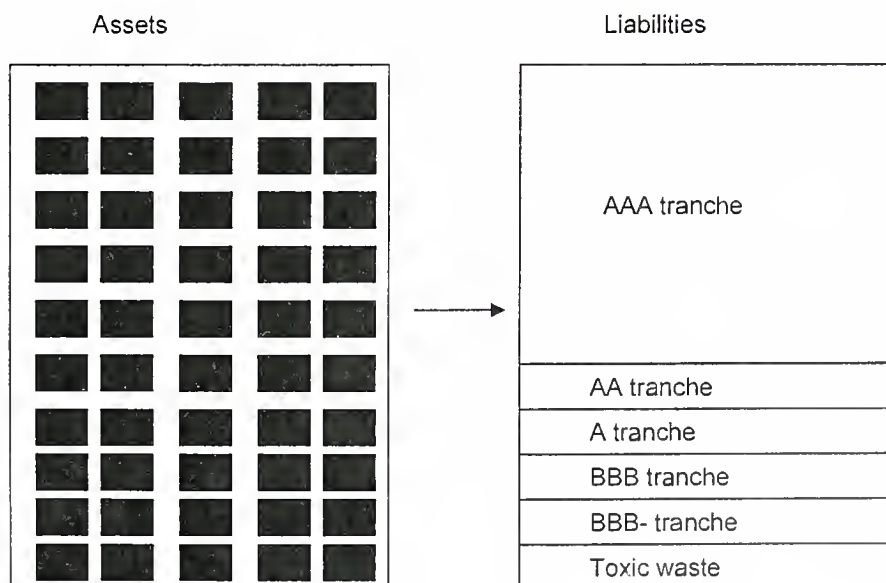 Assets
Liabilities
AAA tranche
AA tranche
A tranche
BBB tranche
BBB- tranche
Toxic waste